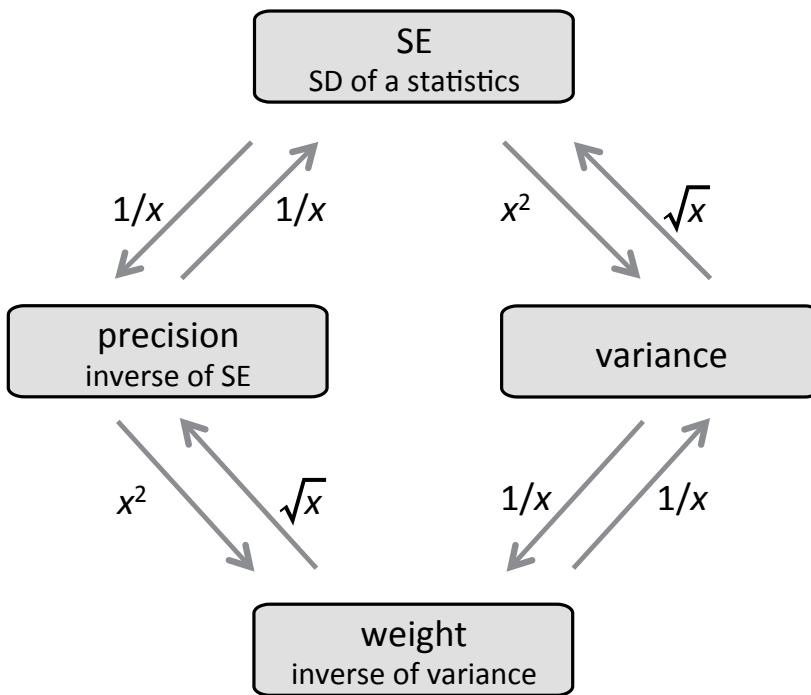 SE
SD of a statistics
1/x
1/x
x²
√x
precision
inverse of SE
variance
x²
√x
1/x
1/x
weight
inverse of variance